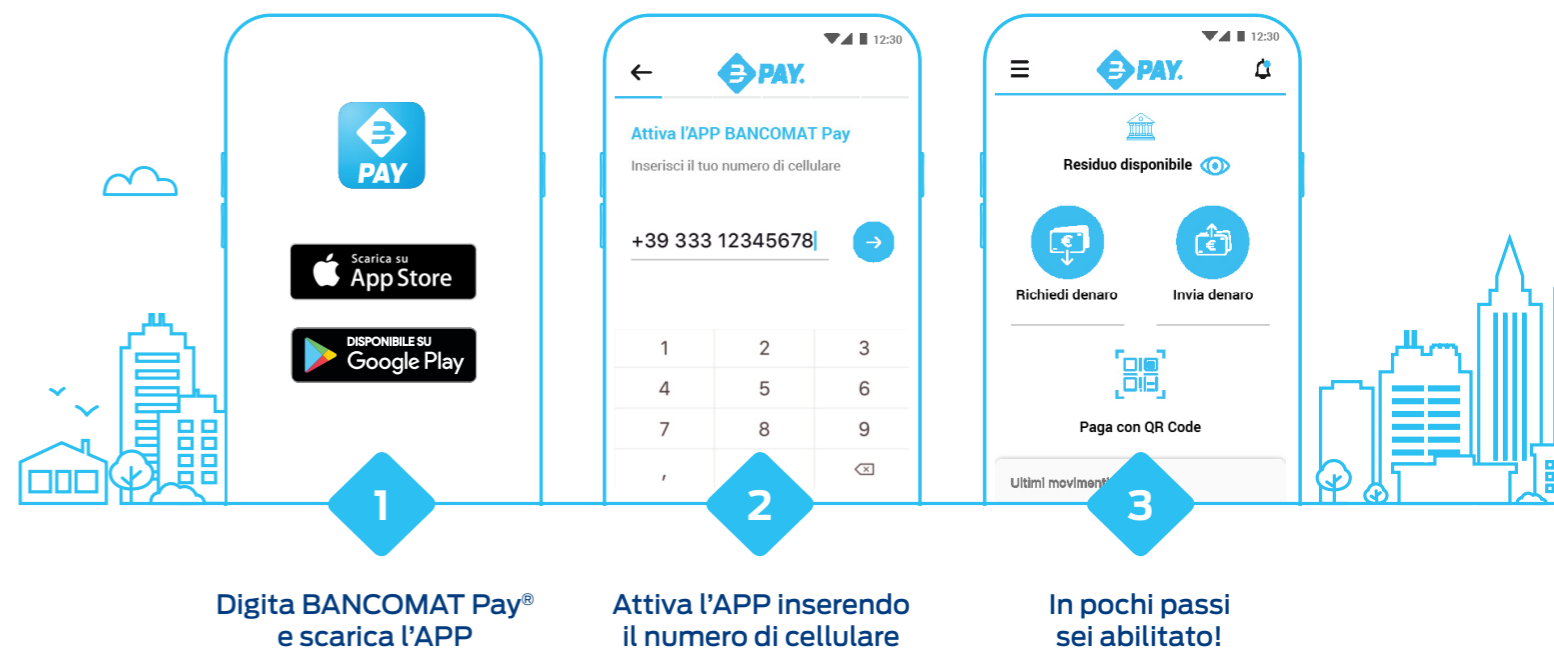 PAY
Scarica su
App Store
DISPONIBILE SU
Google Play
1
Digita BANCOMAT Pay®
e scarica l'APP
12:30
PAY.
Attiva l'APP BANCOMAT Pay
Inserisci il tuo numero di cellulare
+39 333 12345678
1 2 3
4 5 6
7 8 9
,
2
Attiva l'APP inserendo
il numero di cellulare
12:30
PAY.
Residuo disponibile
Richiedi denaro Invia denaro
Paga con QR Code
Ultimi movimenti
3
In pochi passi
sei abilitato!